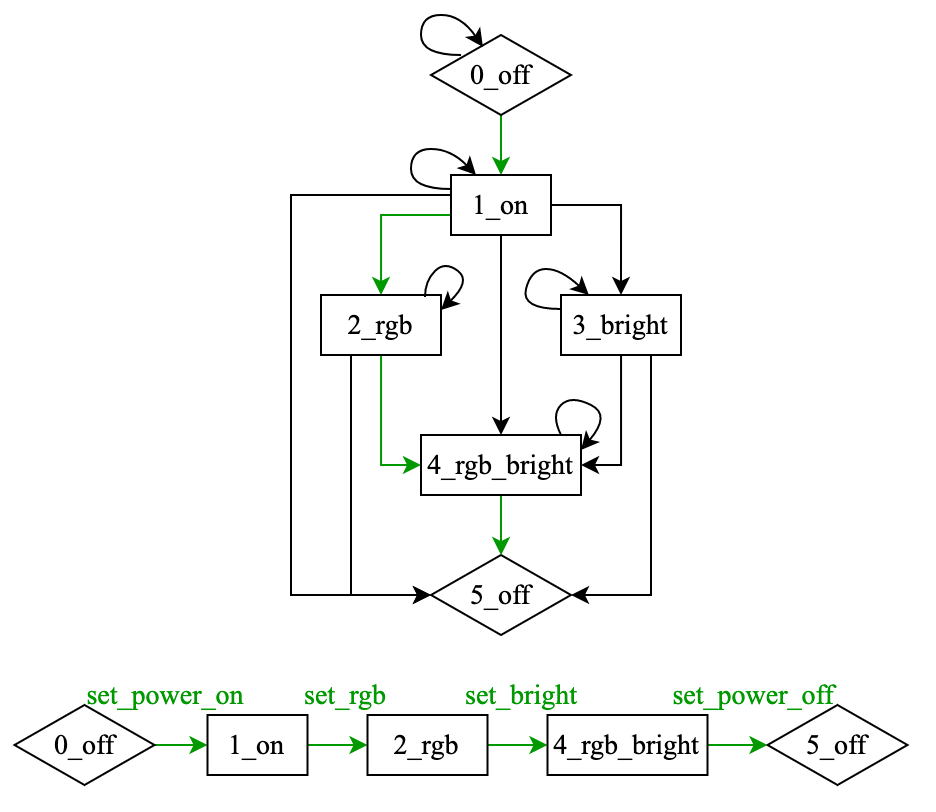 0_off
1_on
2_rgb
3_bright
4_rgb_bright
5_off
set_power_on
set_rgb
set_bright
set_power_off
0_off
1_on
2_rgb
4_rgb_bright
5_off